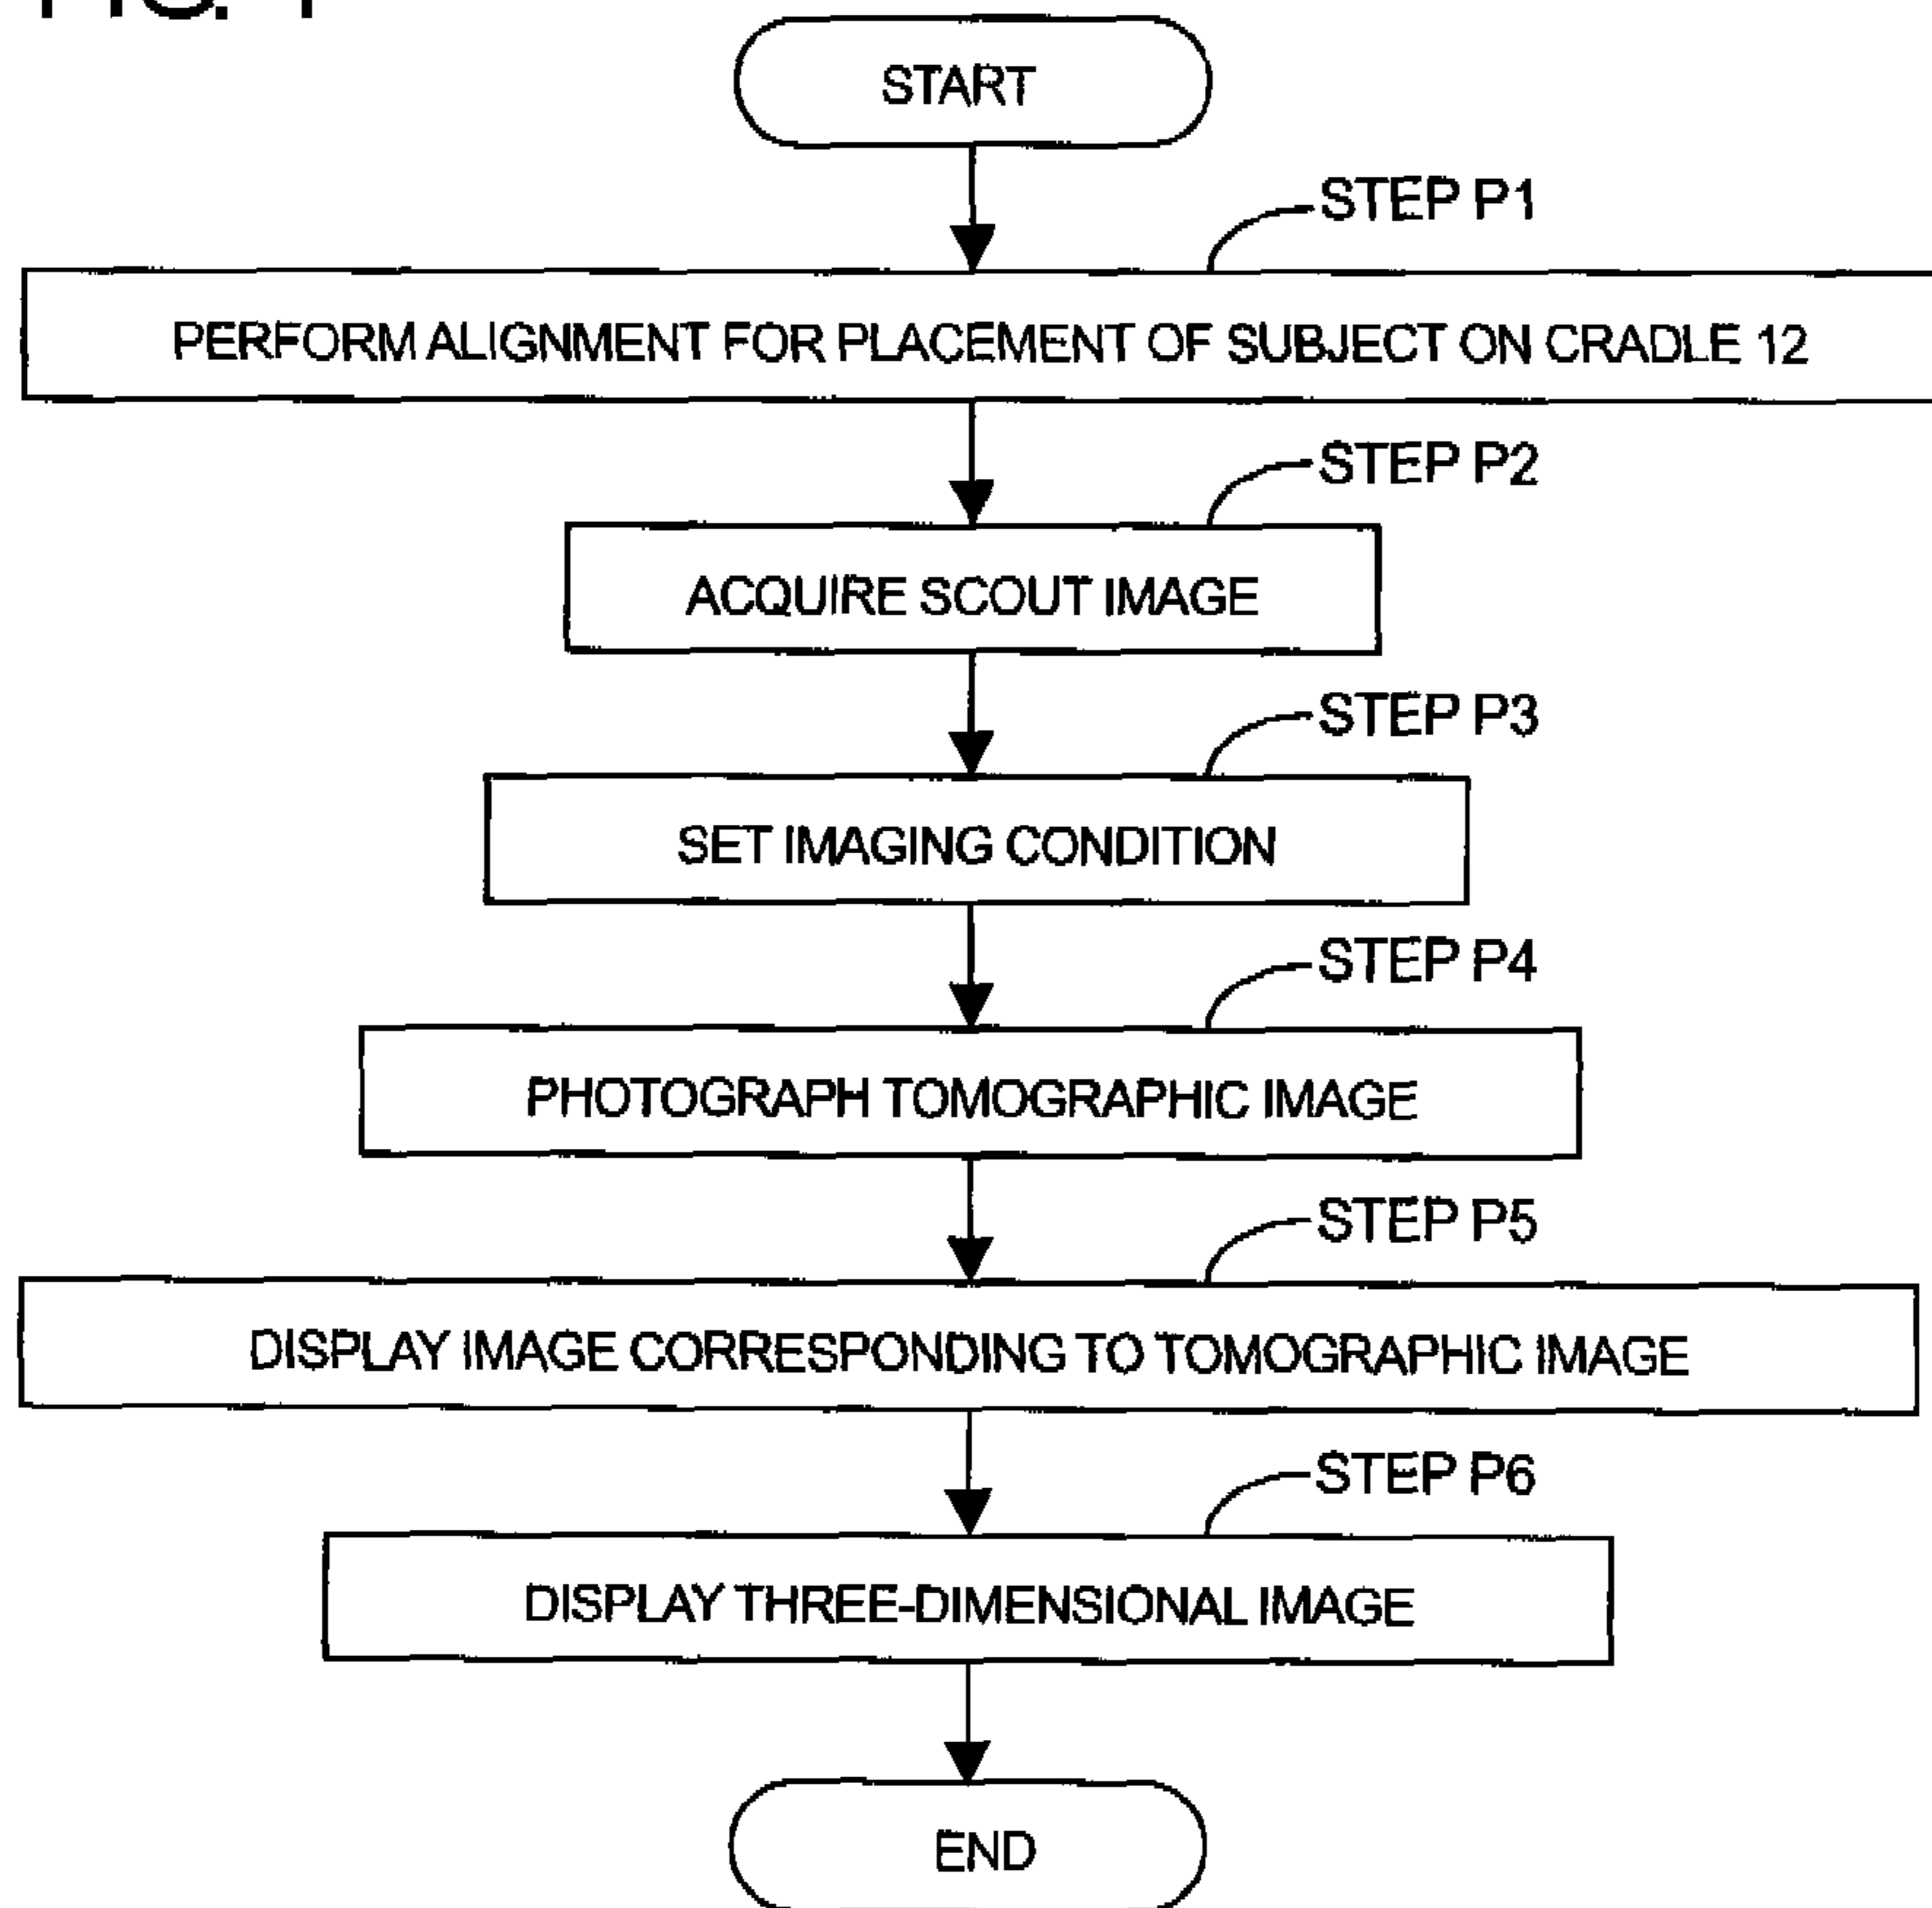 START
STEP P1
PERFORM ALIGNMENT FOR PLACEMENT OF SUBJECT ON CRADLE 12
STEP P2
ACQUIRE SCOUT IMAGE
STEP P3
SET IMAGING CONDITION
STEP P4
PHOTOGRAPH TOMOGRAPHIC IMAGE
STEP P5
DISPLAY IMAGE CORRESPONDING TO TOMOGRAPHIC IMAGE
STEP P6
DISPLAY THREE-DIMENSIONAL IMAGE
END